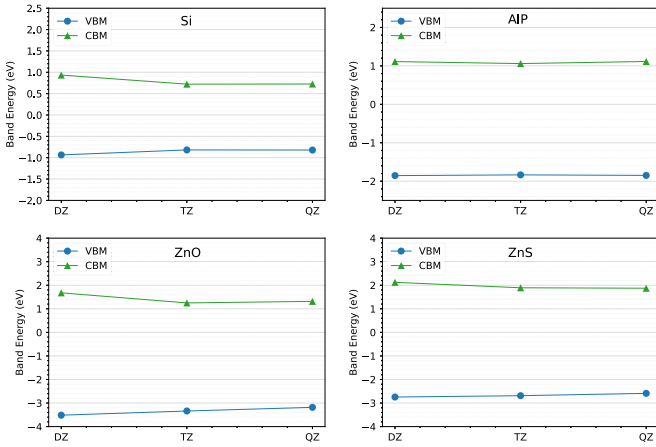 Si
VBM
CBM
Band Energy (eV)
2.5
2.0
1.5
1.0
0.5
0.0
−0.5
−1.0
−1.5
−2.0
DZ TZ QZ
AlP
VBM
CBM
Band Energy (eV)
2
1
0
−1
−2
DZ TZ QZ
ZnO
VBM
CBM
Band Energy (eV)
4
3
2
1
0
−1
−2
−3
−4
DZ TZ QZ
ZnS
VBM
CBM
Band Energy (eV)
4
3
2
1
0
−1
−2
−3
−4
DZ TZ QZ